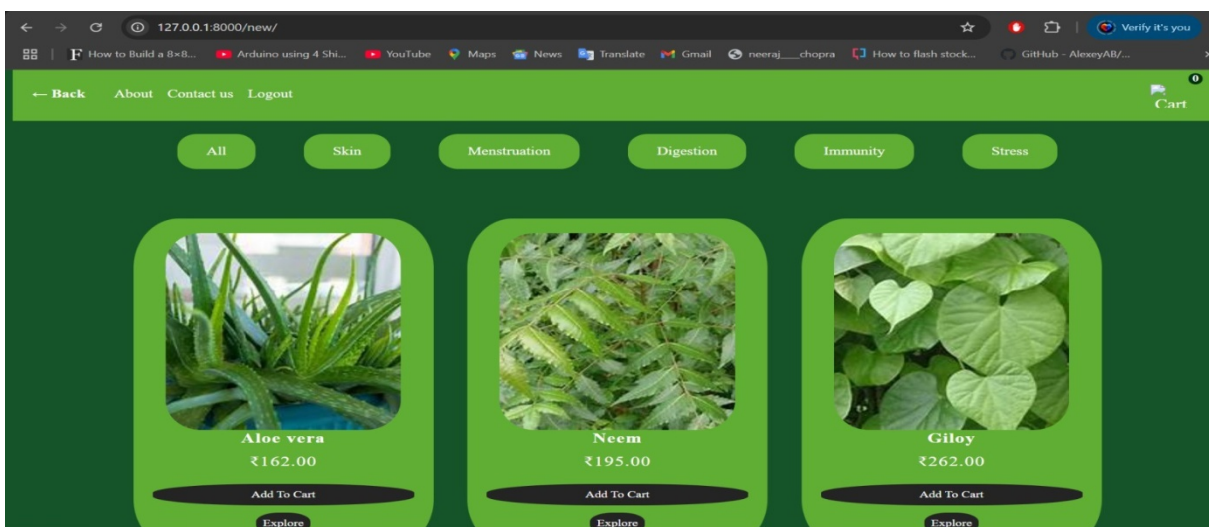 127.0.0.1:8000/new/
Verify it's you
How to Build a 8×8... Arduino using 4 Shi... YouTube Maps News Translate Gmail neeraj___chopra How to flash stock... GitHub - AlexeyAB/...
← Back About Contact us Logout
0
Cart
All Skin Menstruation Digestion Immunity Stress
Aloe vera Neem Giloy
₹162.00 ₹195.00 ₹262.00
Add To Cart Add To Cart Add To Cart
Explore Explore Explore